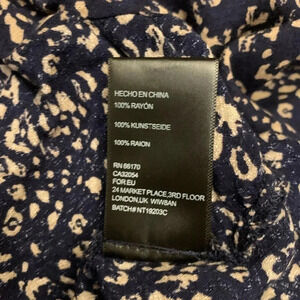 HECHO EN CHINA
100% RAYÓN
100% KUNSTSEIDE
100% RAION
RN 66170
CA32054
FOR EU
24 MARKET PLACE,3RD FLOOR
LONDON,UK WIW8AN
BATCH# NT19203C